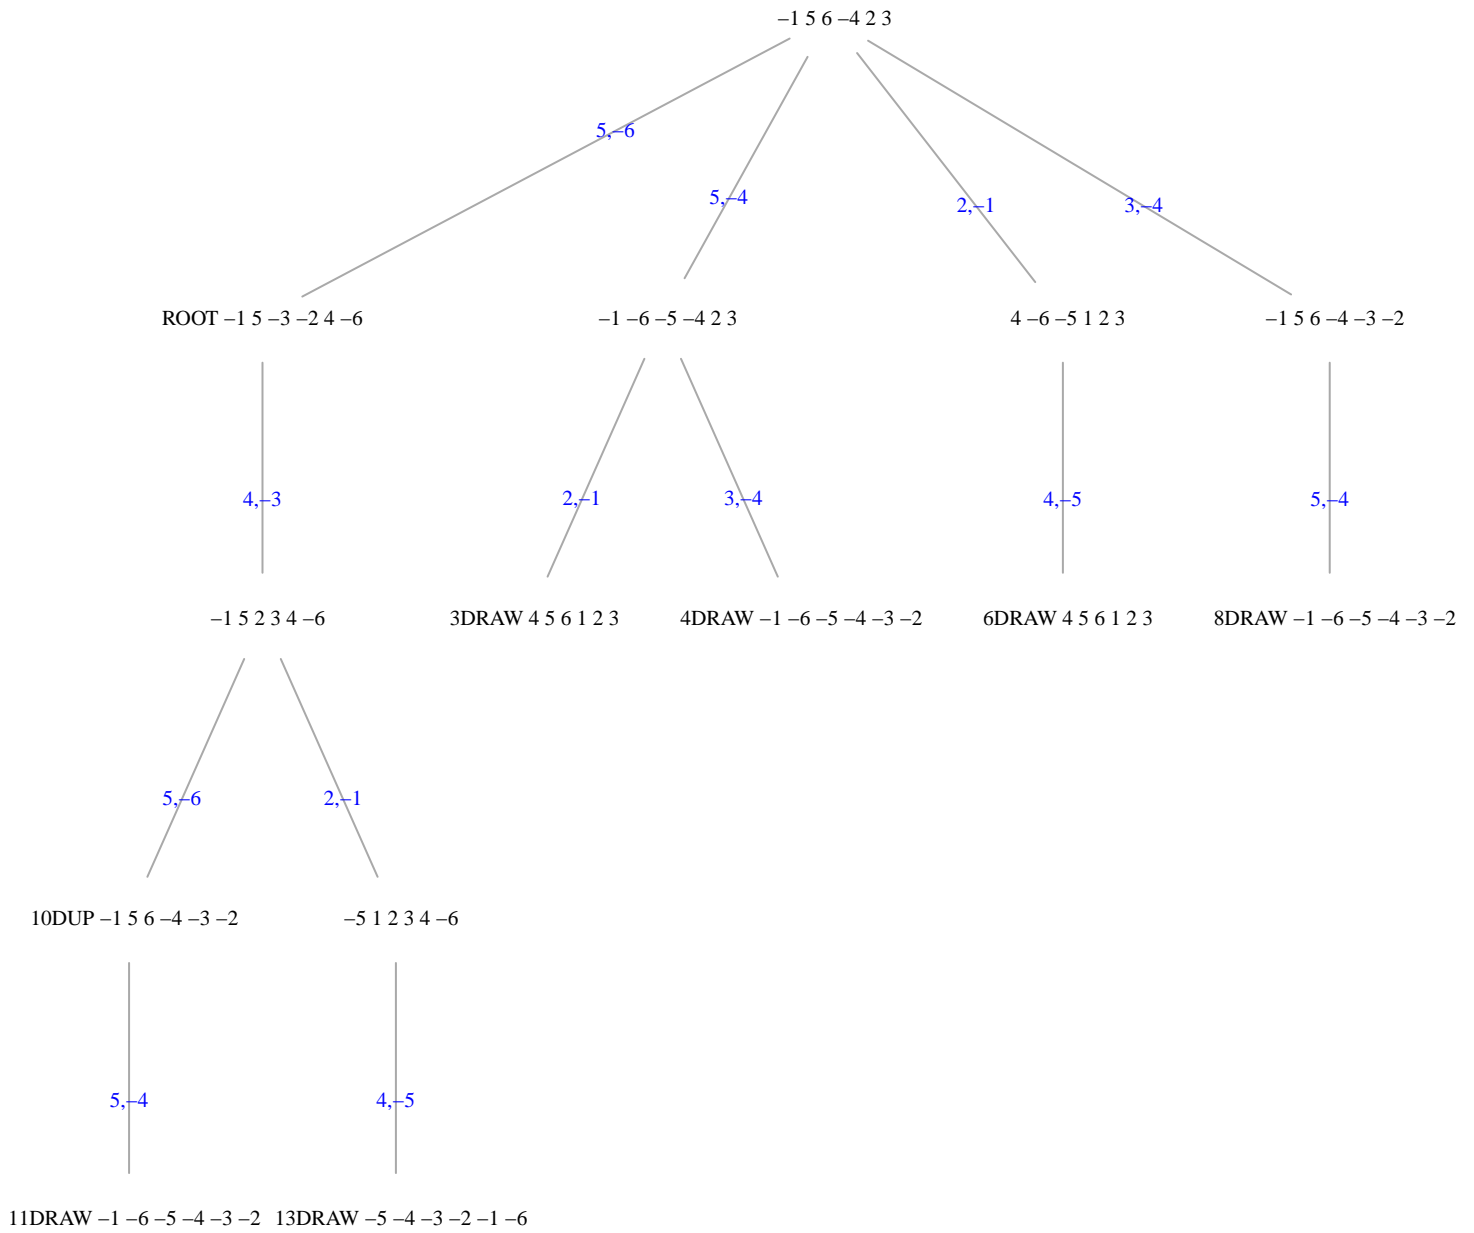 –1 5 6 –4 2 3
5,–6
5,–4
2,–1
3,–4
ROOT –1 5 –3 –2 4 –6
–1 –6 –5 –4 2 3
4 –6 –5 1 2 3
–1 5 6 –4 –3 –2
4,–3
2,–1
3,–4
4,–5
5,–4
–1 5 2 3 4 –6
3DRAW 4 5 6 1 2 3
4DRAW –1 –6 –5 –4 –3 –2
6DRAW 4 5 6 1 2 3
8DRAW –1 –6 –5 –4 –3 –2
5,–6
2,–1
10DUP –1 5 6 –4 –3 –2
–5 1 2 3 4 –6
5,–4
4,–5
11DRAW –1 –6 –5 –4 –3 –2
13DRAW –5 –4 –3 –2 –1 –6